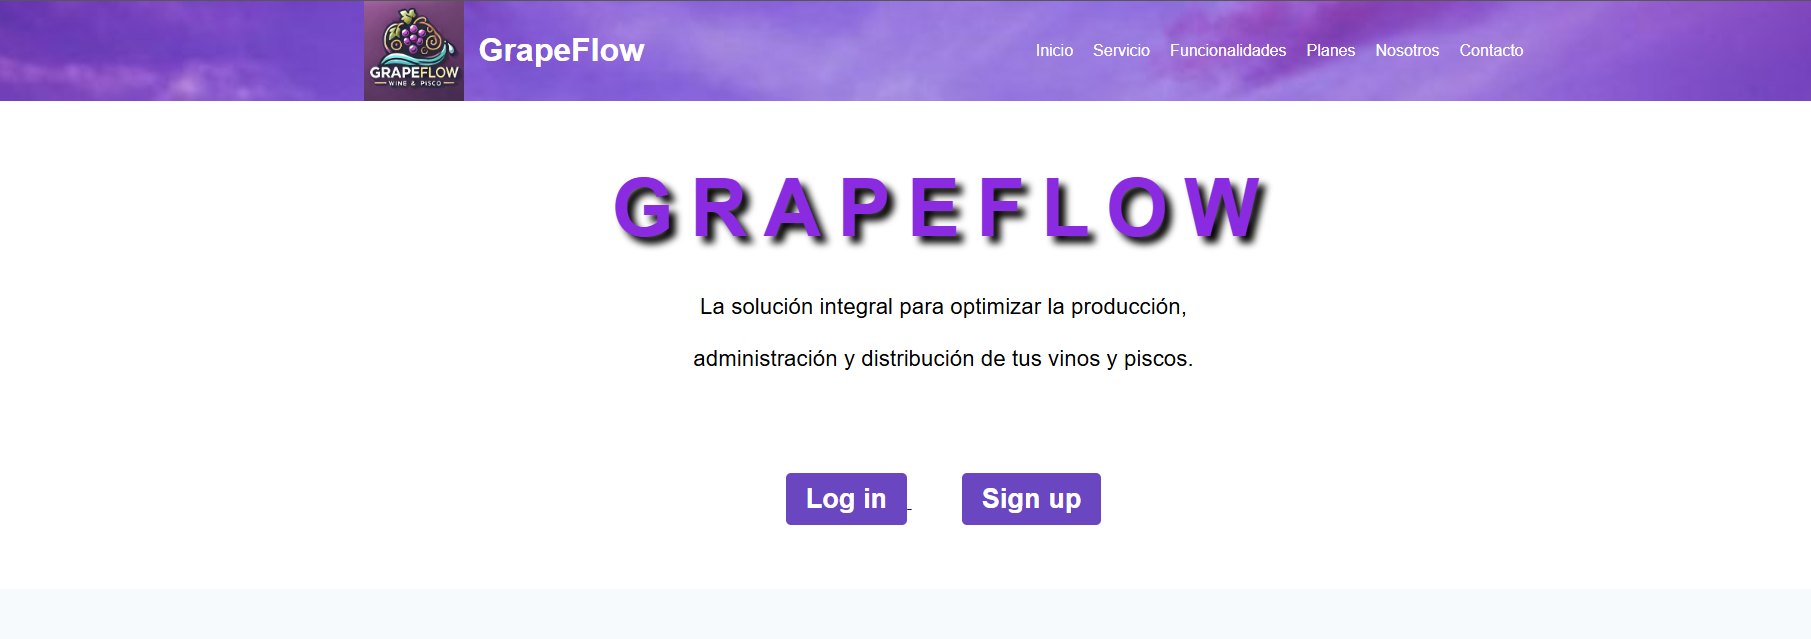 GRAPEFLOW
WINE & PISCO
GrapeFlow
Inicio Servicio Funcionalidades Planes Nosotros Contacto
GRAPEFLOW
La solución integral para optimizar la producción,
administración y distribución de tus vinos y piscos.
Log in Sign up